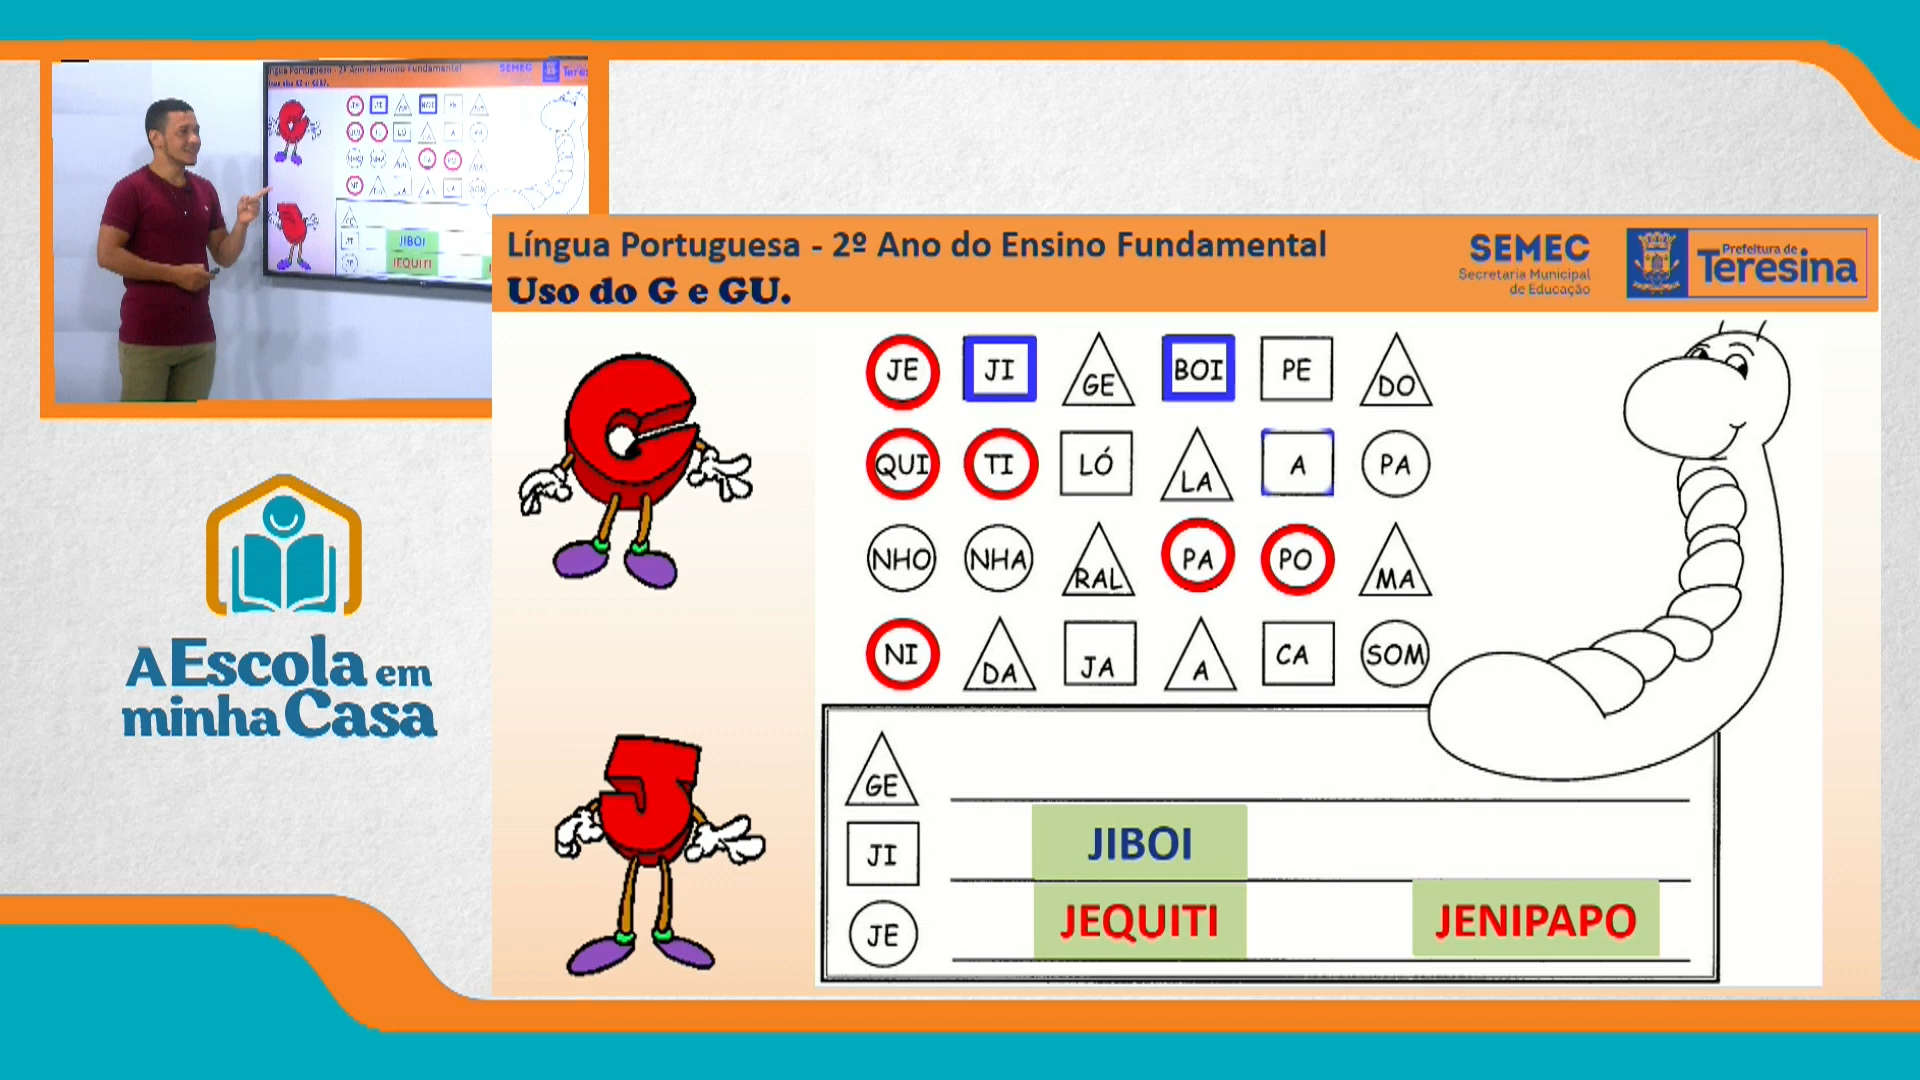 Língua Portuguesa - 2º Ano do Ensino Fundamental
Uso do G e GU.
SEMEC
Secretaria Municipal
de Educação
Prefeitura de
Teresina
JE JI GE BOI PE DO
QUI TI LÓ LA A PA
NHO NHA RAL PA PO MA
NI DA JA A CA SOM
GE
JI JIBOI
JE JEQUITI JENIPAPO
A Escola em
minha Casa